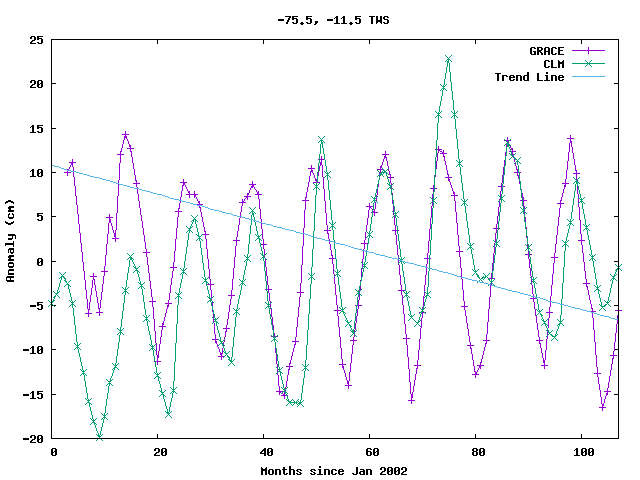 -75.5, -11.5 TWS
GRACE
CLM
Trend Line
25
20
15
10
5
0
-5
-10
-15
-20
Anomaly (cm)
0 20 40 60 80 100
Months since Jan 2002